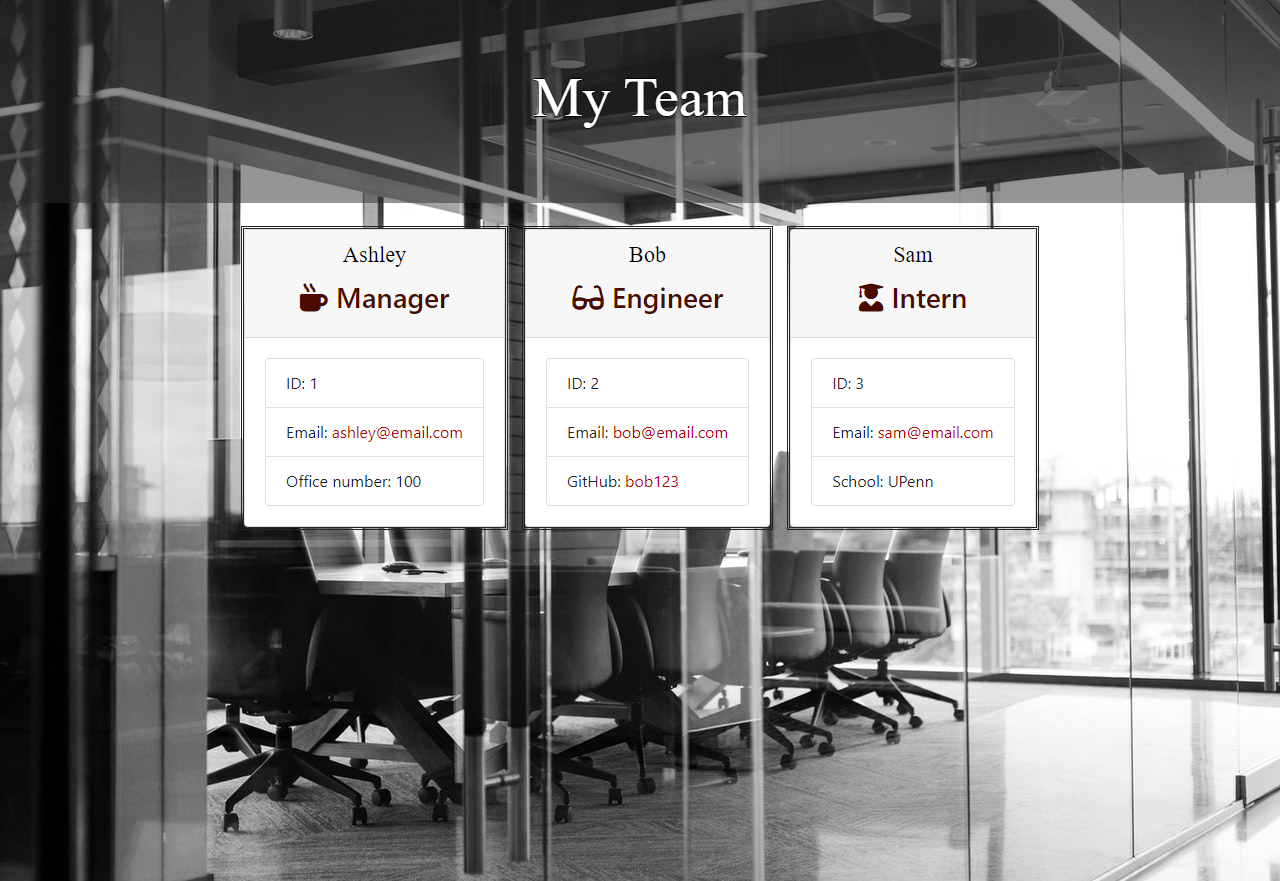 My Team
Ashley
Manager
ID: 1
Email: ashley@email.com
Office number: 100
Bob
Engineer
ID: 2
Email: bob@email.com
GitHub: bob123
Sam
Intern
ID: 3
Email: sam@email.com
School: UPenn